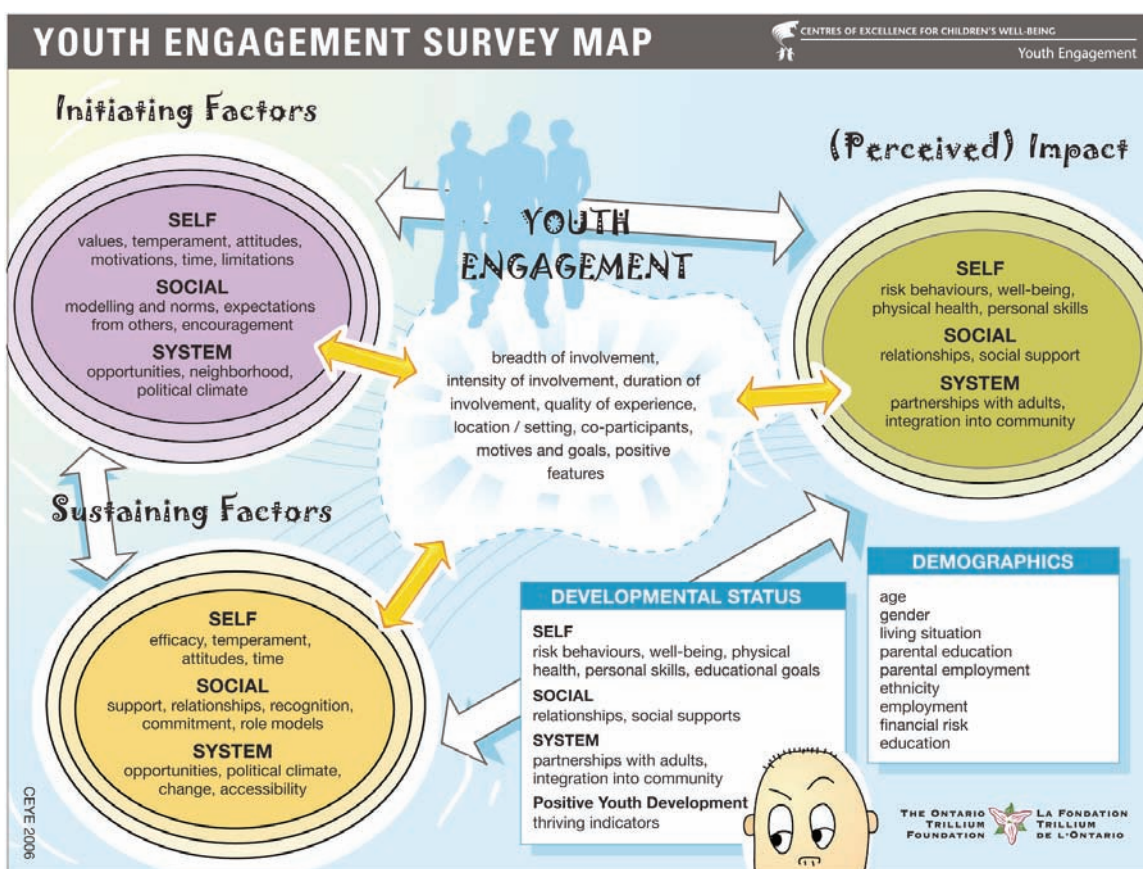 YOUTH ENGAGEMENT SURVEY MAP
CENTRES OF EXCELLENCE FOR CHILDREN'S WELL-BEING
Youth Engagement
Initiating Factors
SELF
values, temperament, attitudes,
motivations, time, limitations
SOCIAL
modelling and norms, expectations
from others, encouragement
SYSTEM
opportunities, neighborhood,
political climate
YOUTH
ENGAGEMENT
breadth of involvement,
intensity of involvement, duration of
involvement, quality of experience,
location / setting, co-participants,
motives and goals, positive
features
(Perceived) Impact
SELF
risk behaviours, well-being,
physical health, personal skills
SOCIAL
relationships, social support
SYSTEM
partnerships with adults,
integration into community
Sustaining Factors
SELF
efficacy, temperament,
attitudes, time
SOCIAL
support, relationships, recognition,
commitment, role models
SYSTEM
opportunities, political climate,
change, accessibility
DEVELOPMENTAL STATUS
SELF
risk behaviours, well-being, physical
health, personal skills, educational goals
SOCIAL
relationships, social supports
SYSTEM
partnerships with adults,
integration into community
Positive Youth Development
thriving indicators
DEMOGRAPHICS
age
gender
living situation
parental education
parental employment
ethnicity
employment
financial risk
education
CEYE 2006
THE ONTARIO
TRILLIUM
FOUNDATION
LA FONDATION
TRILLIUM
DE L'ONTARIO